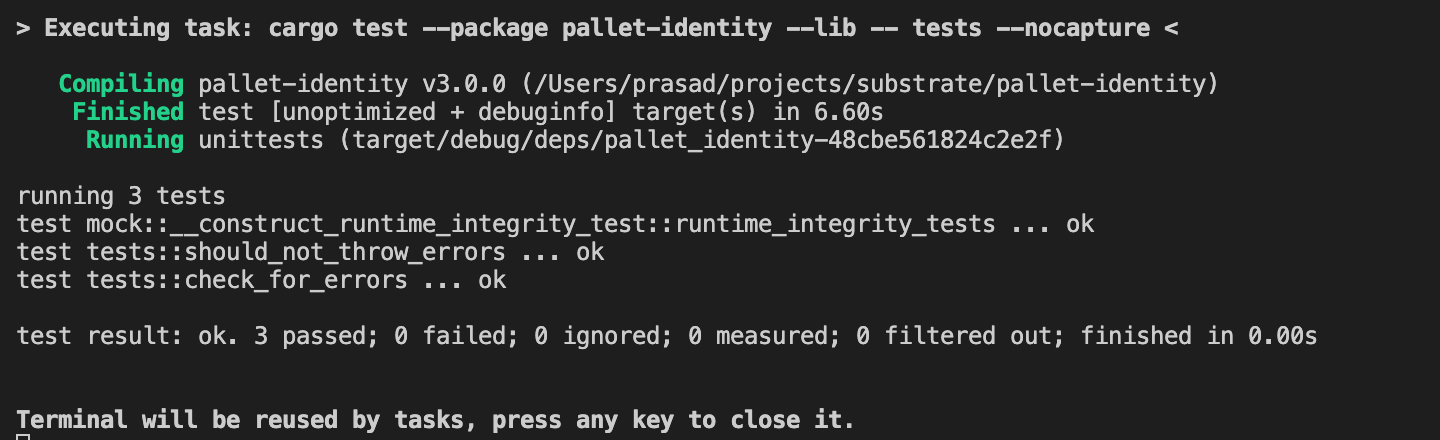 > Executing task: cargo test --package pallet-identity --lib -- tests --nocapture <
Compiling pallet-identity v3.0.0 (/Users/prasad/projects/substrate/pallet-identity)
Finished test [unoptimized + debuginfo] target(s) in 6.60s
Running unittests (target/debug/deps/pallet_identity-48cbe561824c2e2f)
running 3 tests
test mock::__construct_runtime_integrity_test::runtime_integrity_tests ... ok
test tests::should_not_throw_errors ... ok
test tests::check_for_errors ... ok
test result: ok. 3 passed; 0 failed; 0 ignored; 0 measured; 0 filtered out; finished in 0.00s
Terminal will be reused by tasks, press any key to close it.